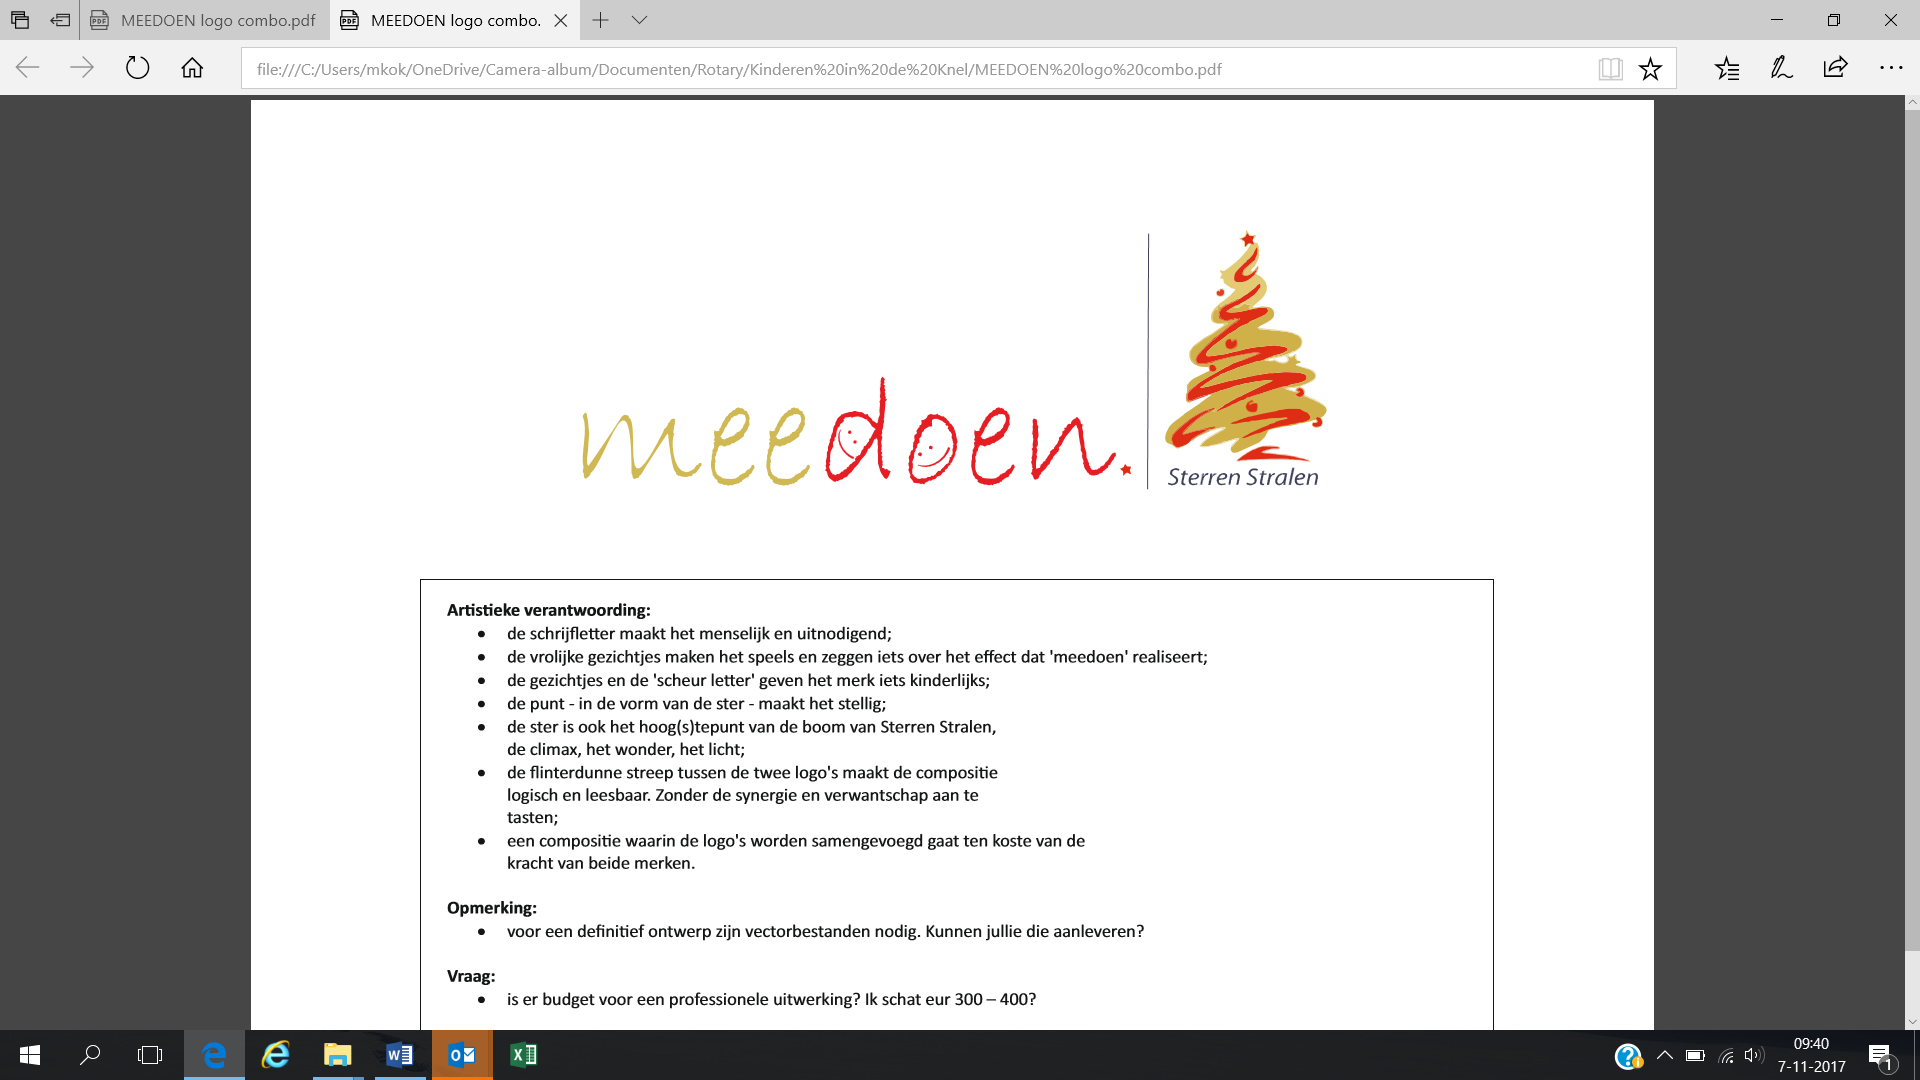 MEEDOEN logo combo.pdf
MEEDOEN logo combo.
file:///C:/Users/mkok/OneDrive/Camera-album/Documenten/Rotary/Kinderen%20in%20de%20Knel/MEEDOEN%20logo%20combo.pdf
meedoen.
Sterren Stralen
Artistieke verantwoording:
• de schrijfletter maakt het menselijk en uitnodigend;
• de vrolijke gezichtjes maken het speels en zeggen iets over het effect dat 'meedoen' realiseert;
• de gezichtjes en de 'scheur letter' geven het merk iets kinderlijks;
• de punt - in de vorm van de ster - maakt het stellig;
• de ster is ook het hoog(s)tepunt van de boom van Sterren Stralen,
de climax, het wonder, het licht;
• de flinterdunne streep tussen de twee logo's maakt de compositie
logisch en leesbaar. Zonder de synergie en verwantschap aan te
tasten;
• een compositie waarin de logo's worden samengevoegd gaat ten koste van de
kracht van beide merken.
Opmerking:
• voor een definitief ontwerp zijn vectorbestanden nodig. Kunnen jullie die aanleveren?
Vraag:
• is er budget voor een professionele uitwerking? Ik schat eur 300 – 400?
09:40
7-11-2017
1